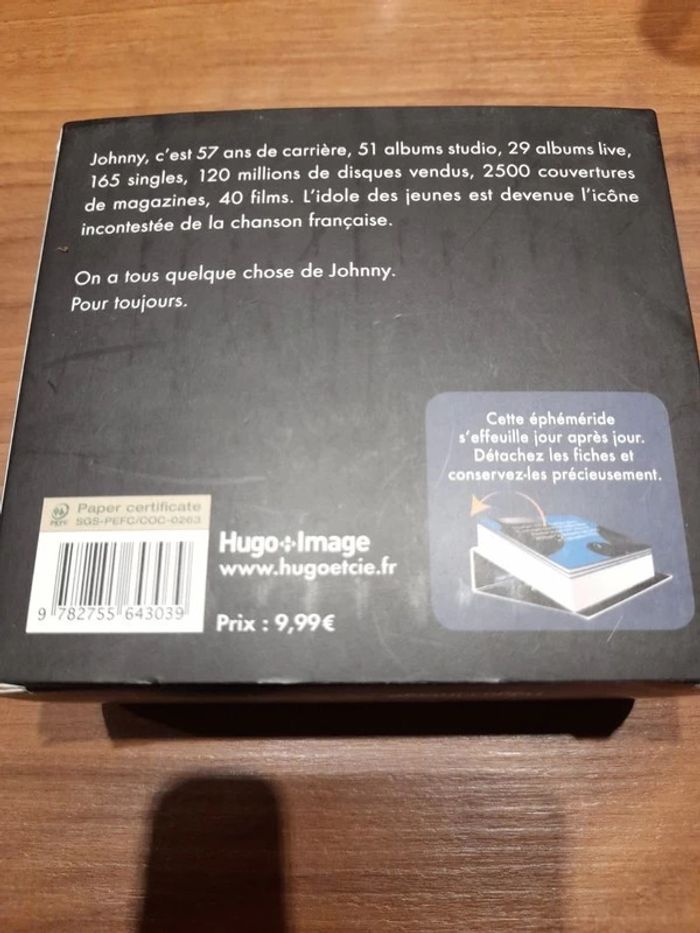 Johnny, c'est 57 ans de carrière, 51 albums studio, 29 albums live,
165 singles, 120 millions de disques vendus, 2500 couvertures
de magazines, 40 films. L'idole des jeunes est devenue l'icône
incontestée de la chanson française.
On a tous quelque chose de Johnny.
Pour toujours.
Cette éphéméride
s'effeuille jour après jour.
Détachez les fiches et
conservez-les précieusement.
Paper certificate
SGS-PEFC/COC-0263
PEFC
9 782755 643039
Hugo Image
www.hugoetcie.fr
Prix : 9,99€